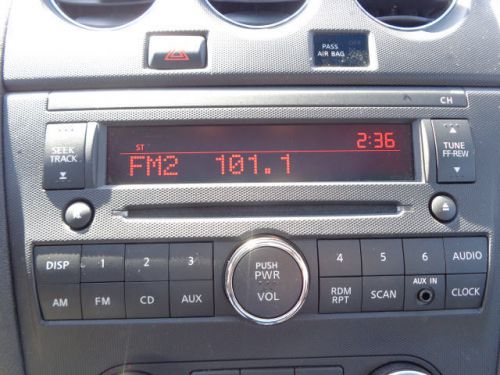 PASS
AIR BAG
CH
SEEK
TRACK
ST
2:36
FM2 101.1
TUNE
FF·REW
DISP 1 2 3
PUSH
PWR
VOL
4 5 6 AUDIO
AM FM CD AUX
RDM
RPT
SCAN
AUX IN
CLOCK